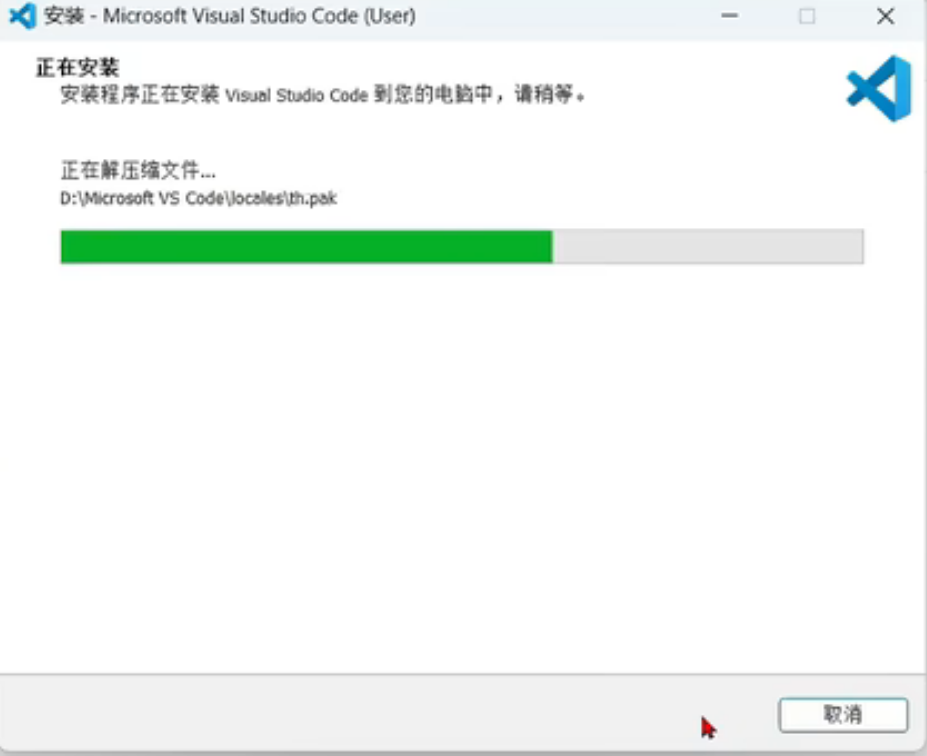 安装 - Microsoft Visual Studio Code (User)
正在安装
安装程序正在安装 Visual Studio Code 到您的电脑中，请稍等。
正在解压缩文件...
D:\Microsoft VS Code\locales\th.pak
取消